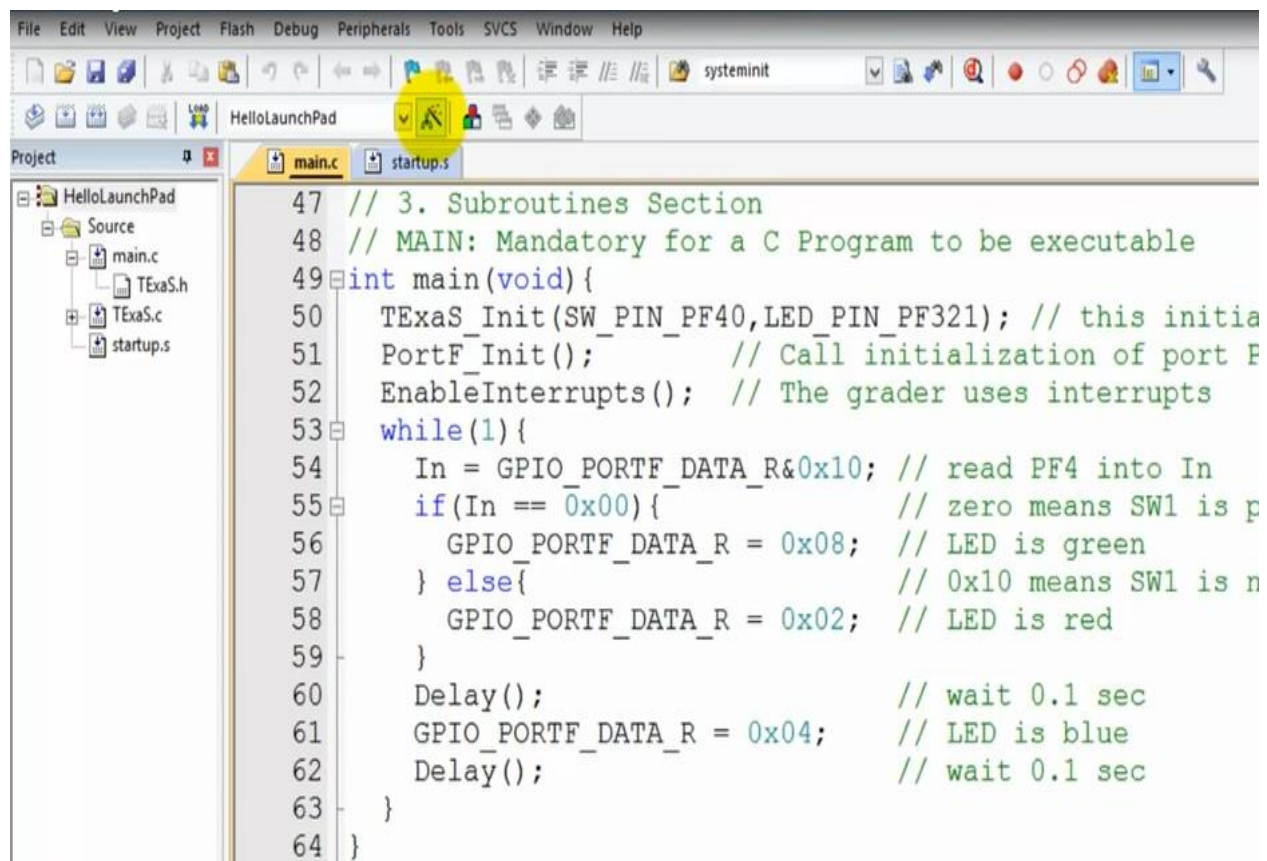 File Edit View Project Flash Debug Peripherals Tools SVCS Window Help
systeminit
LOAD HelloLaunchPad
Project
main.c startup.s
HelloLaunchPad
Source
main.c
TExaS.h
TExaS.c
startup.s
47 // 3. Subroutines Section
48 // MAIN: Mandatory for a C Program to be executable
49 int main(void){
50 TExaS_Init(SW_PIN_PF40,LED_PIN_PF321); // this initia
51 PortF_Init(); // Call initialization of port P
52 EnableInterrupts(); // The grader uses interrupts
53 while(1){
54 In = GPIO_PORTF_DATA_R&0x10; // read PF4 into In
55 if(In == 0x00){ // zero means SW1 is p
56 GPIO_PORTF_DATA_R = 0x08; // LED is green
57 } else{ // 0x10 means SW1 is n
58 GPIO_PORTF_DATA_R = 0x02; // LED is red
59 }
60 Delay(); // wait 0.1 sec
61 GPIO_PORTF_DATA_R = 0x04; // LED is blue
62 Delay(); // wait 0.1 sec
63 }
64 }